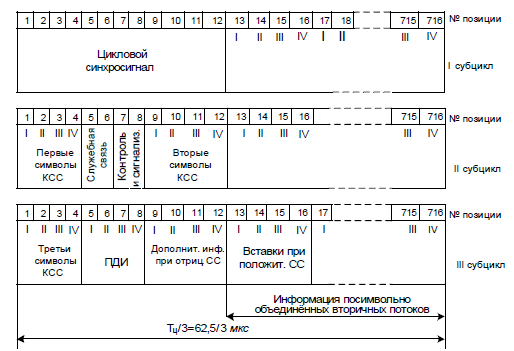 1 2 3 4 5 6 7 8 9 10 11 12 13 14 15 16 17 18 715 716 № позиции
I II III IV I II III IV
Цикловой
синхросигнал
I субцикл
1 2 3 4 5 6 7 8 9 10 11 12 13 14 15 16 715 716 № позиции
I II III IV I II III IV I II III IV III IV
Первые
символы
КСС
Служебная
связь
Контроль
и сигнализ.
Вторые
символы
КСС
II субцикл
1 2 3 4 5 6 7 8 9 10 11 12 13 14 15 16 17 715 716 № позиции
I II III IV I II III IV I II III IV I II III IV I III IV
Третьи
символы
КСС
ПДИ
Дополнит. инф.
при отриц. СС
Вставки при
положит. СС
III субцикл
Информация посимвольно
объединённых вторичных потоков
Тц/3=62,5/3 мкс